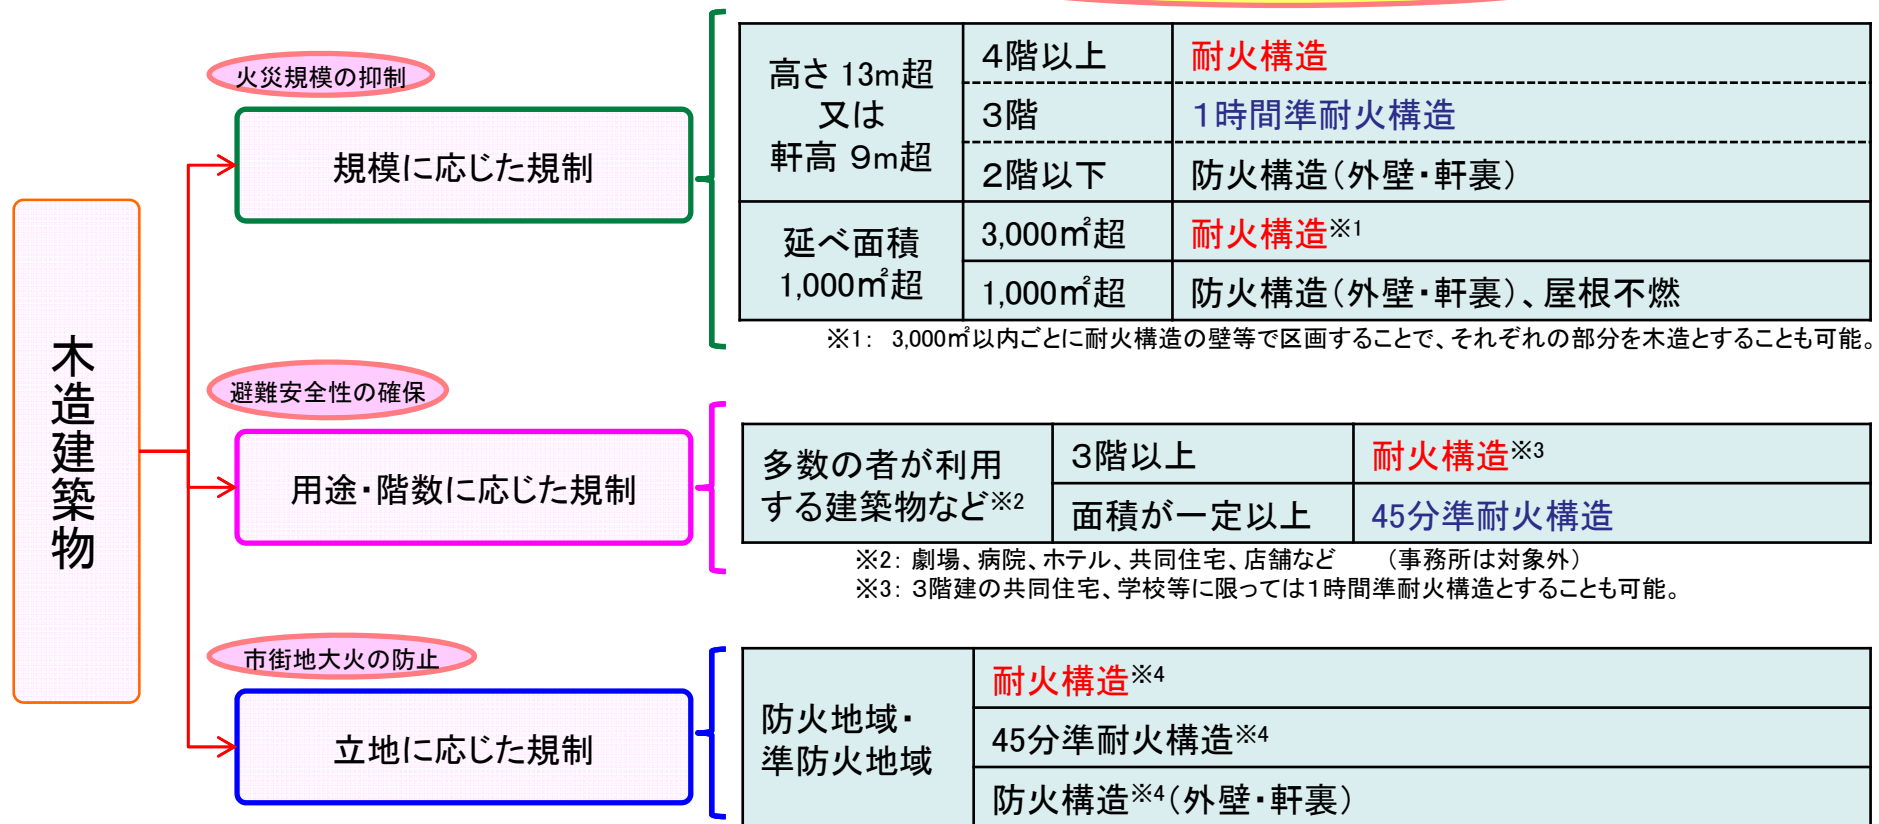 木造建築物
火災規模の抑制
規模に応じた規制
高さ 13m超
又は
軒高 9m超
4階以上
耐火構造
3階
1時間準耐火構造
2階以下
防火構造(外壁・軒裏)
延べ面積
1,000㎡超
3,000㎡超
耐火構造※1
1,000㎡超
防火構造(外壁・軒裏)、屋根不燃
※1: 3,000㎡以内ごとに耐火構造の壁等で区画することで、それぞれの部分を木造とすることも可能。
避難安全性の確保
用途・階数に応じた規制
多数の者が利用
する建築物など※2
3階以上
耐火構造※3
面積が一定以上
45分準耐火構造
※2: 劇場、病院、ホテル、共同住宅、店舗など (事務所は対象外)
※3: 3階建の共同住宅、学校等に限っては1時間準耐火構造とすることも可能。
市街地大火の防止
立地に応じた規制
防火地域・
準防火地域
耐火構造※4
45分準耐火構造※4
防火構造※4(外壁・軒裏)